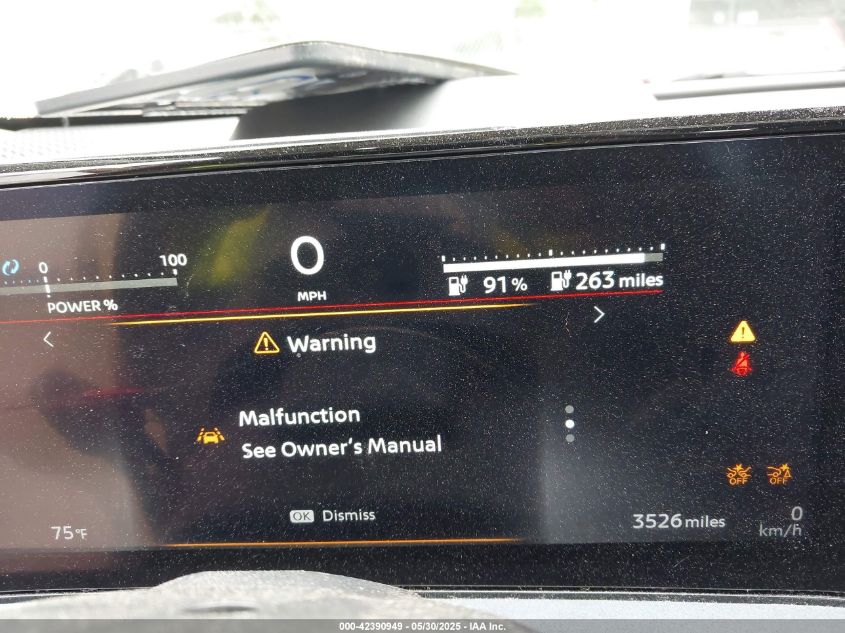 0 100
POWER %
0
MPH
91% 263 miles
Warning
Malfunction
See Owner's Manual
OK Dismiss
OFF OFF
75°F
3526 miles
0
km/h
000-42390949 - 05/30/2025 - IAA Inc.